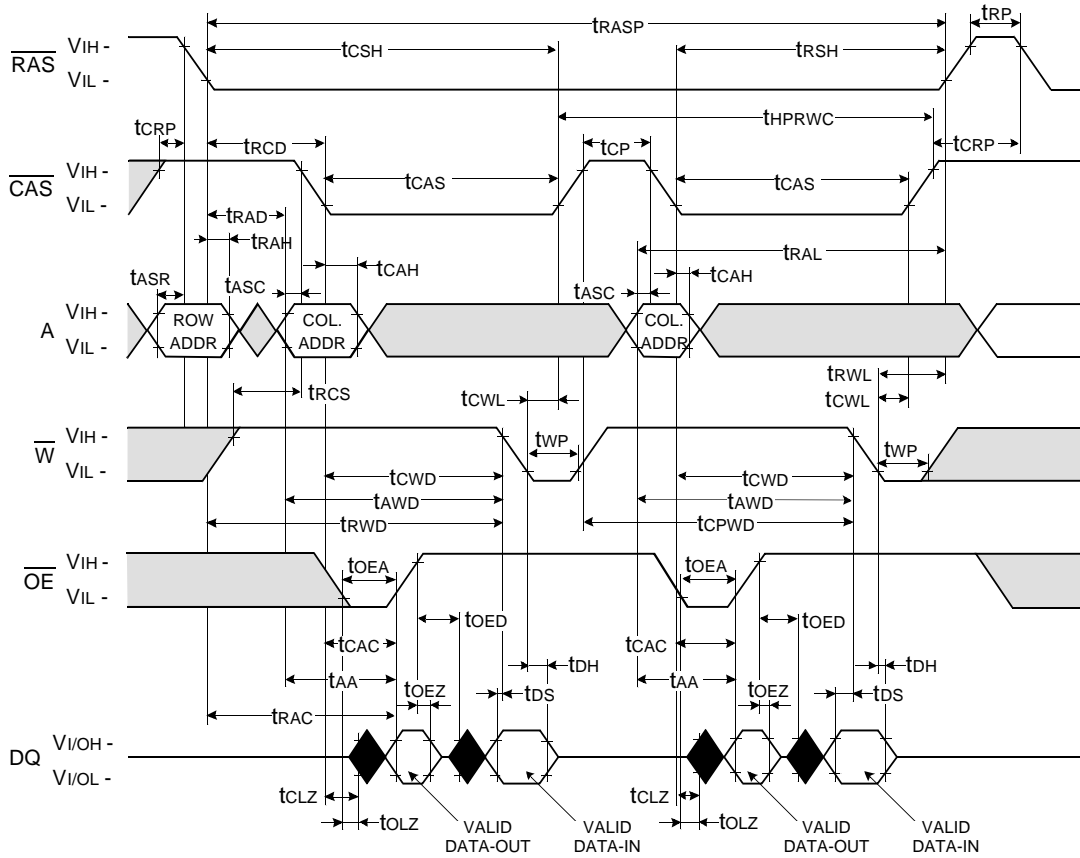 tRASP
tRP
VIH -
RAS
VIL -
tCSH
tRSH
tHPRWC
tCRP
tRCD
tCP
tCRP
VIH -
CAS
VIL -
tCAS
tCAS
tRAD
tRAH
tRAL
tASR
tASC
tCAH
tASC
tCAH
VIH -
A
VIL -
ROW
ADDR
COL.
ADDR
COL.
ADDR
tRCS
tCWL
tRWL
tCWL
VIH -
W
VIL -
tWP
tWP
tCWD
tCWD
tAWD
tAWD
tRWD
tCPWD
VIH -
OE
VIL -
tOEA
tOEA
tOED
tOED
tCAC
tCAC
tDH
tDH
tAA
tOEZ
tDS
tAA
tOEZ
tDS
tRAC
VI/OH -
DQ
VI/OL -
tCLZ
tCLZ
tOLZ
tOLZ
VALID
DATA-OUT
VALID
DATA-IN
VALID
DATA-OUT
VALID
DATA-IN